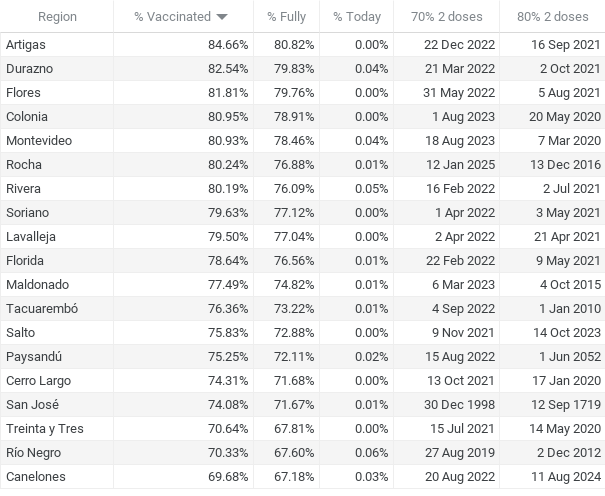 Region % Vaccinated % Fully % Today 70% 2 doses 80% 2 doses
Artigas 84.66% 80.82% 0.00% 22 Dec 2022 16 Sep 2021
Durazno 82.54% 79.83% 0.04% 21 Mar 2022 2 Oct 2021
Flores 81.81% 79.76% 0.00% 31 May 2022 5 Aug 2021
Colonia 80.95% 78.91% 0.00% 1 Aug 2023 20 May 2020
Montevideo 80.93% 78.46% 0.04% 18 Aug 2023 7 Mar 2020
Rocha 80.24% 76.88% 0.01% 12 Jan 2025 13 Dec 2016
Rivera 80.19% 76.09% 0.05% 16 Feb 2022 2 Jul 2021
Soriano 79.63% 77.12% 0.00% 1 Apr 2022 3 May 2021
Lavalleja 79.50% 77.04% 0.00% 2 Apr 2022 21 Apr 2021
Florida 78.64% 76.56% 0.01% 22 Feb 2022 9 May 2021
Maldonado 77.49% 74.82% 0.01% 6 Mar 2023 4 Oct 2015
Tacuarembó 76.36% 73.22% 0.01% 4 Sep 2022 1 Jan 2010
Salto 75.83% 72.88% 0.00% 9 Nov 2021 14 Oct 2023
Paysandú 75.25% 72.11% 0.02% 15 Aug 2022 1 Jun 2052
Cerro Largo 74.31% 71.68% 0.00% 13 Oct 2021 17 Jan 2020
San José 74.08% 71.67% 0.01% 30 Dec 1998 12 Sep 1719
Treinta y Tres 70.64% 67.81% 0.00% 15 Jul 2021 14 May 2020
Río Negro 70.33% 67.60% 0.06% 27 Aug 2019 2 Dec 2012
Canelones 69.68% 67.18% 0.03% 20 Aug 2022 11 Aug 2024